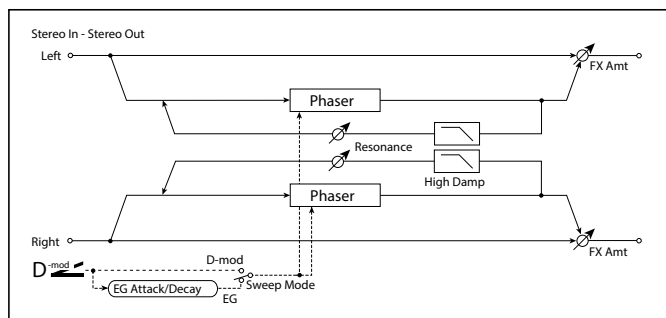 Stereo In - Stereo Out
Left
FX Amt
Phaser
Resonance
High Damp
Phaser
Right
FX Amt
D-mod
D-mod
Sweep Mode
EG Attack/Decay
EG